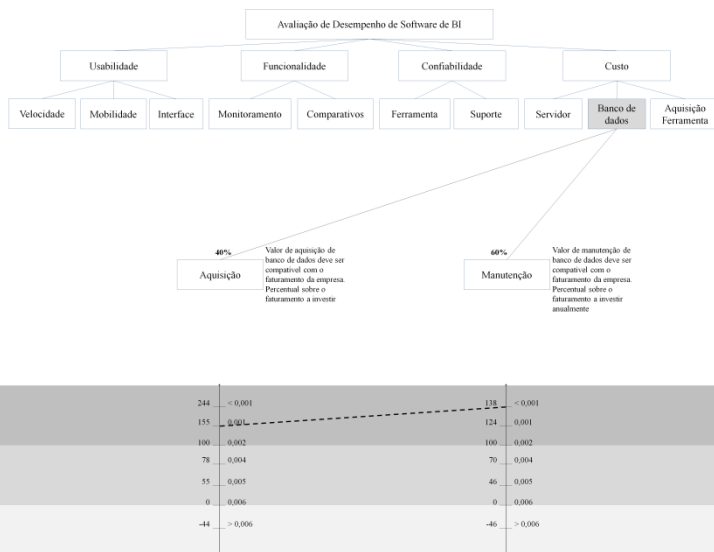 Avaliação de Desempenho de Software de BI
Usabilidade
Funcionalidade
Confiabilidade
Custo
Velocidade
Mobilidade
Interface
Monitoramento
Comparativos
Ferramenta
Suporte
Servidor
Banco de
dados
Aquisição
Ferramenta
40%
Aquisição
Valor de aquisição de
banco de dados deve ser
compatível com o
faturamento da empresa.
Percentual sobre o
faturamento a investir
60%
Manutenção
Valor de manutenção de
banco de dados deve ser
compatível com o
faturamento da empresa.
Percentual sobre o
faturamento a investir
anualmente
244 < 0,001
155 0,001
100 0,002
78 0,004
55 0,005
0 0,006
-44 > 0,006
138 < 0,001
124 0,001
100 0,002
70 0,004
46 0,005
0 0,006
-46 > 0,006